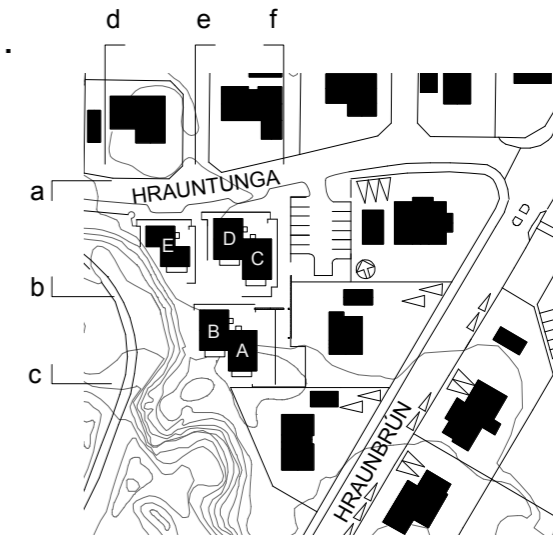 d e f
a
HRAUNTUNGA
E D C
b
B A
c
HRAUNBRÚN